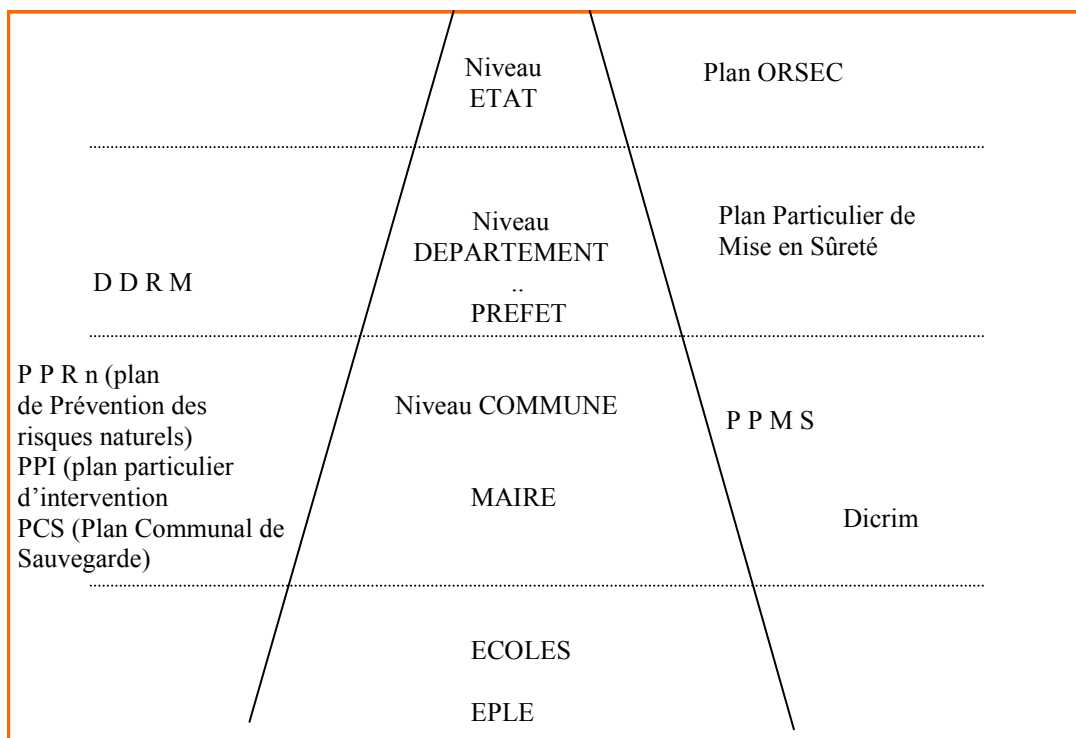 Niveau
ETAT
Plan ORSEC
D D R M
Niveau
DEPARTEMENT
..
PREFET
Plan Particulier de
Mise en Sûreté
P P R n (plan
de Prévention des
risques naturels)
PPI (plan particulier
d’intervention
PCS (Plan Communal de
Sauvegarde)
Niveau COMMUNE
MAIRE
P P M S
Dicrim
ECOLES
EPLE